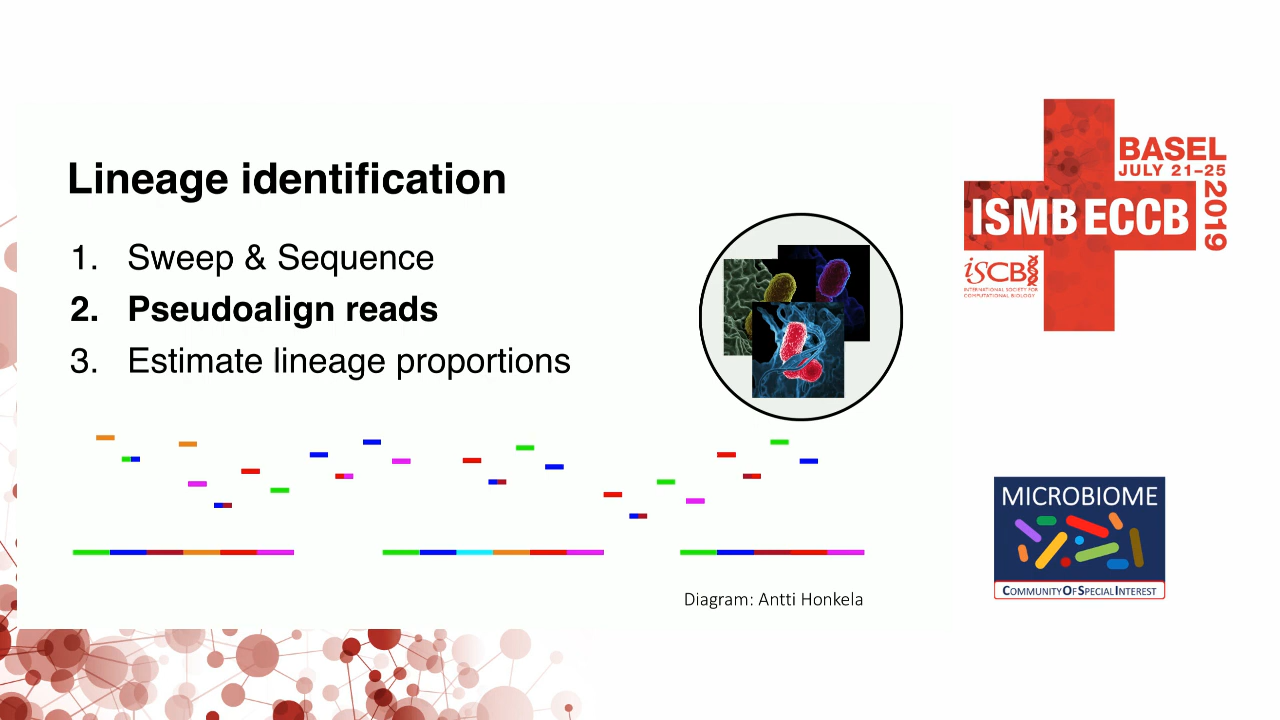 Lineage identification
1. Sweep & Sequence
2. Pseudoalign reads
3. Estimate lineage proportions
Diagram: Antti Honkela
BASEL
JULY 21–25
2019
ISMB ECCB
iSCB
INTERNATIONAL SOCIETY FOR
COMPUTATIONAL BIOLOGY
MICROBIOME
COMMUNITY OF SPECIAL INTEREST